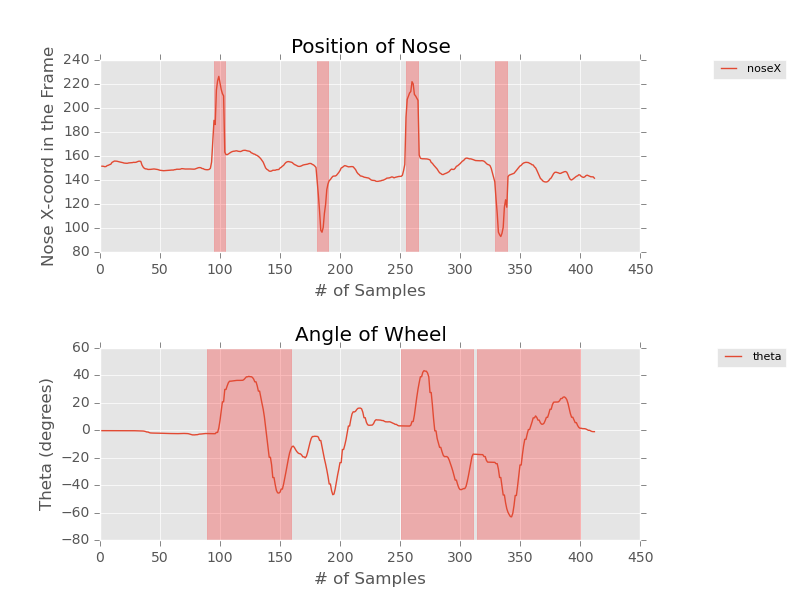 Position of Nose
Nose X-coord in the Frame
240
220
200
180
160
140
120
100
80
0 50 100 150 200 250 300 350 400 450
# of Samples
noseX
Angle of Wheel
Theta (degrees)
60
40
20
0
−20
−40
−60
−80
0 50 100 150 200 250 300 350 400 450
# of Samples
theta